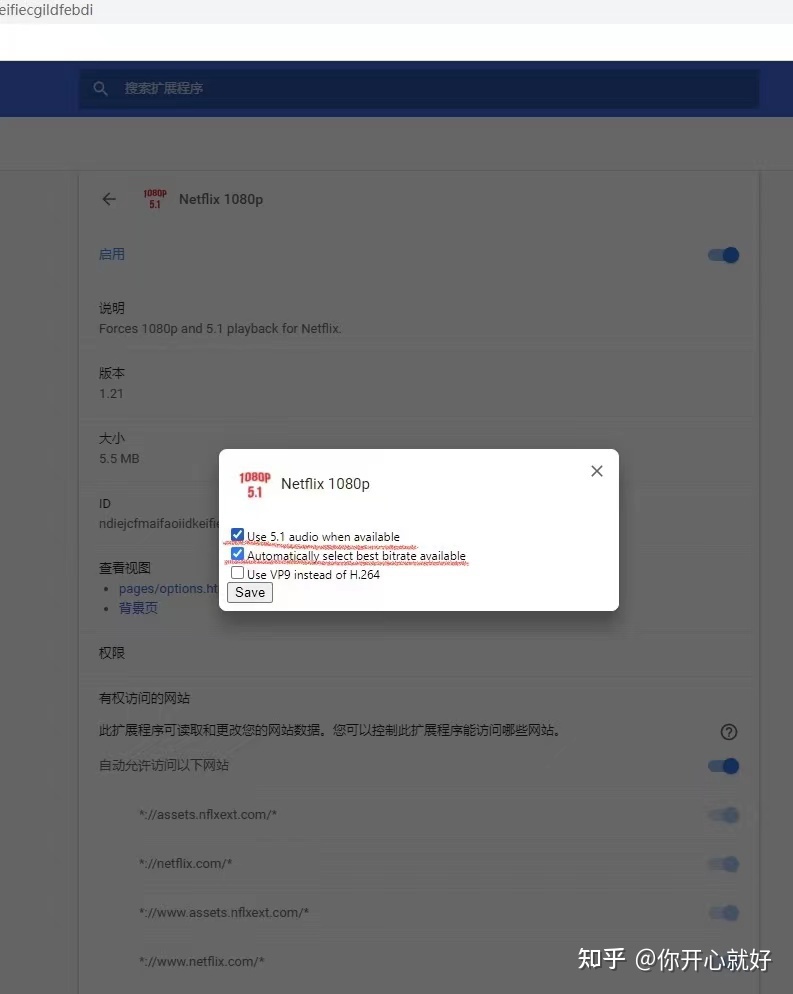 eifiecgildfebdi
搜索扩展程序
1080P
5.1
Netflix 1080p
启用
说明
Forces 1080p and 5.1 playback for Netflix.
版本
1.21
大小
5.5 MB
ID
ndiejcfmaifaoiidkeifie
查看视图
pages/options.ht
背景页
1080P
5.1
Netflix 1080p
Use 5.1 audio when available
Automatically select best bitrate available
Use VP9 instead of H.264
Save
权限
有权访问的网站
此扩展程序可读取和更改您的网站数据。您可以控制此扩展程序能访问哪些网站。
自动允许访问以下网站
*://assets.nflxext.com/*
*://netflix.com/*
*://www.assets.nflxext.com/*
*://www.netflix.com/*
知乎 @你开心就好